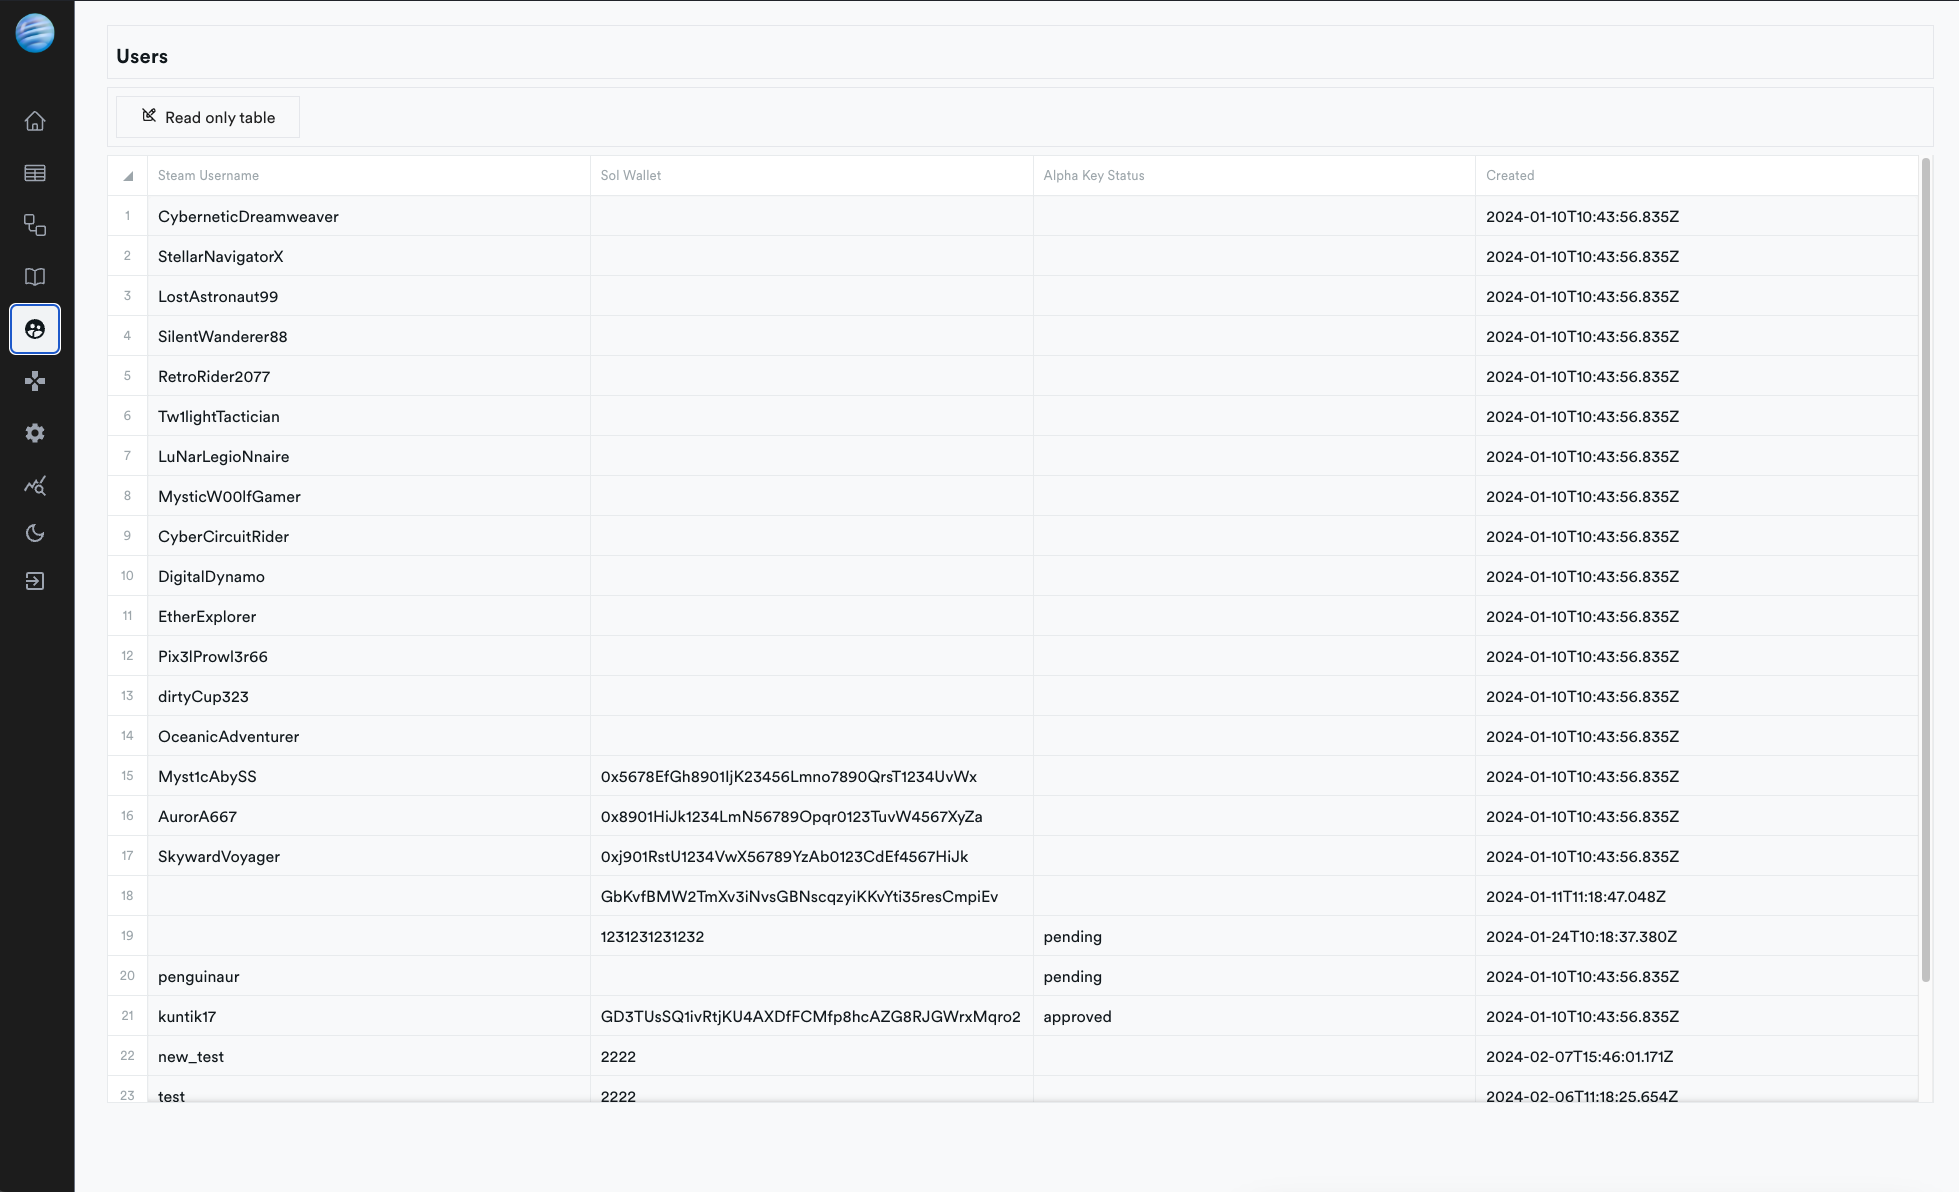 Users
Read only table
Steam Username Sol Wallet Alpha Key Status Created
1 CyberneticDreamweaver 2024-01-10T10:43:56.835Z
2 StellarNavigatorX 2024-01-10T10:43:56.835Z
3 LostAstronaut99 2024-01-10T10:43:56.835Z
4 SilentWanderer88 2024-01-10T10:43:56.835Z
5 RetroRider2077 2024-01-10T10:43:56.835Z
6 Tw1lightTactician 2024-01-10T10:43:56.835Z
7 LuNarLegioNnaire 2024-01-10T10:43:56.835Z
8 MysticW00lfGamer 2024-01-10T10:43:56.835Z
9 CyberCircuitRider 2024-01-10T10:43:56.835Z
10 DigitalDynamo 2024-01-10T10:43:56.835Z
11 EtherExplorer 2024-01-10T10:43:56.835Z
12 Pix3lProwl3r66 2024-01-10T10:43:56.835Z
13 dirtyCup323 2024-01-10T10:43:56.835Z
14 OceanicAdventurer 2024-01-10T10:43:56.835Z
15 Myst1cAbySS 0x5678EfGh8901IjK23456Lmno7890QrsT1234UvWx 2024-01-10T10:43:56.835Z
16 AurorA667 0x8901HiJk1234LmN56789Opqr0123TuvW4567XyZa 2024-01-10T10:43:56.835Z
17 SkywardVoyager 0xj901RstU1234VwX56789YzAb0123CdEf4567HiJk 2024-01-10T10:43:56.835Z
18 GbKvfBMW2TmXv3iNvsGBNscqzyiKKvYti35resCmpiEv 2024-01-11T11:18:47.048Z
19 1231231231232 pending 2024-01-24T10:18:37.380Z
20 penguinaur pending 2024-01-10T10:43:56.835Z
21 kuntik17 GD3TUsSQ1ivRtjKU4AXDfFCMfp8hcAZG8RJGWrxMqro2 approved 2024-01-10T10:43:56.835Z
22 new_test 2222 2024-02-07T15:46:01.171Z
23 test 2222 2024-02-06T11:18:25.654Z